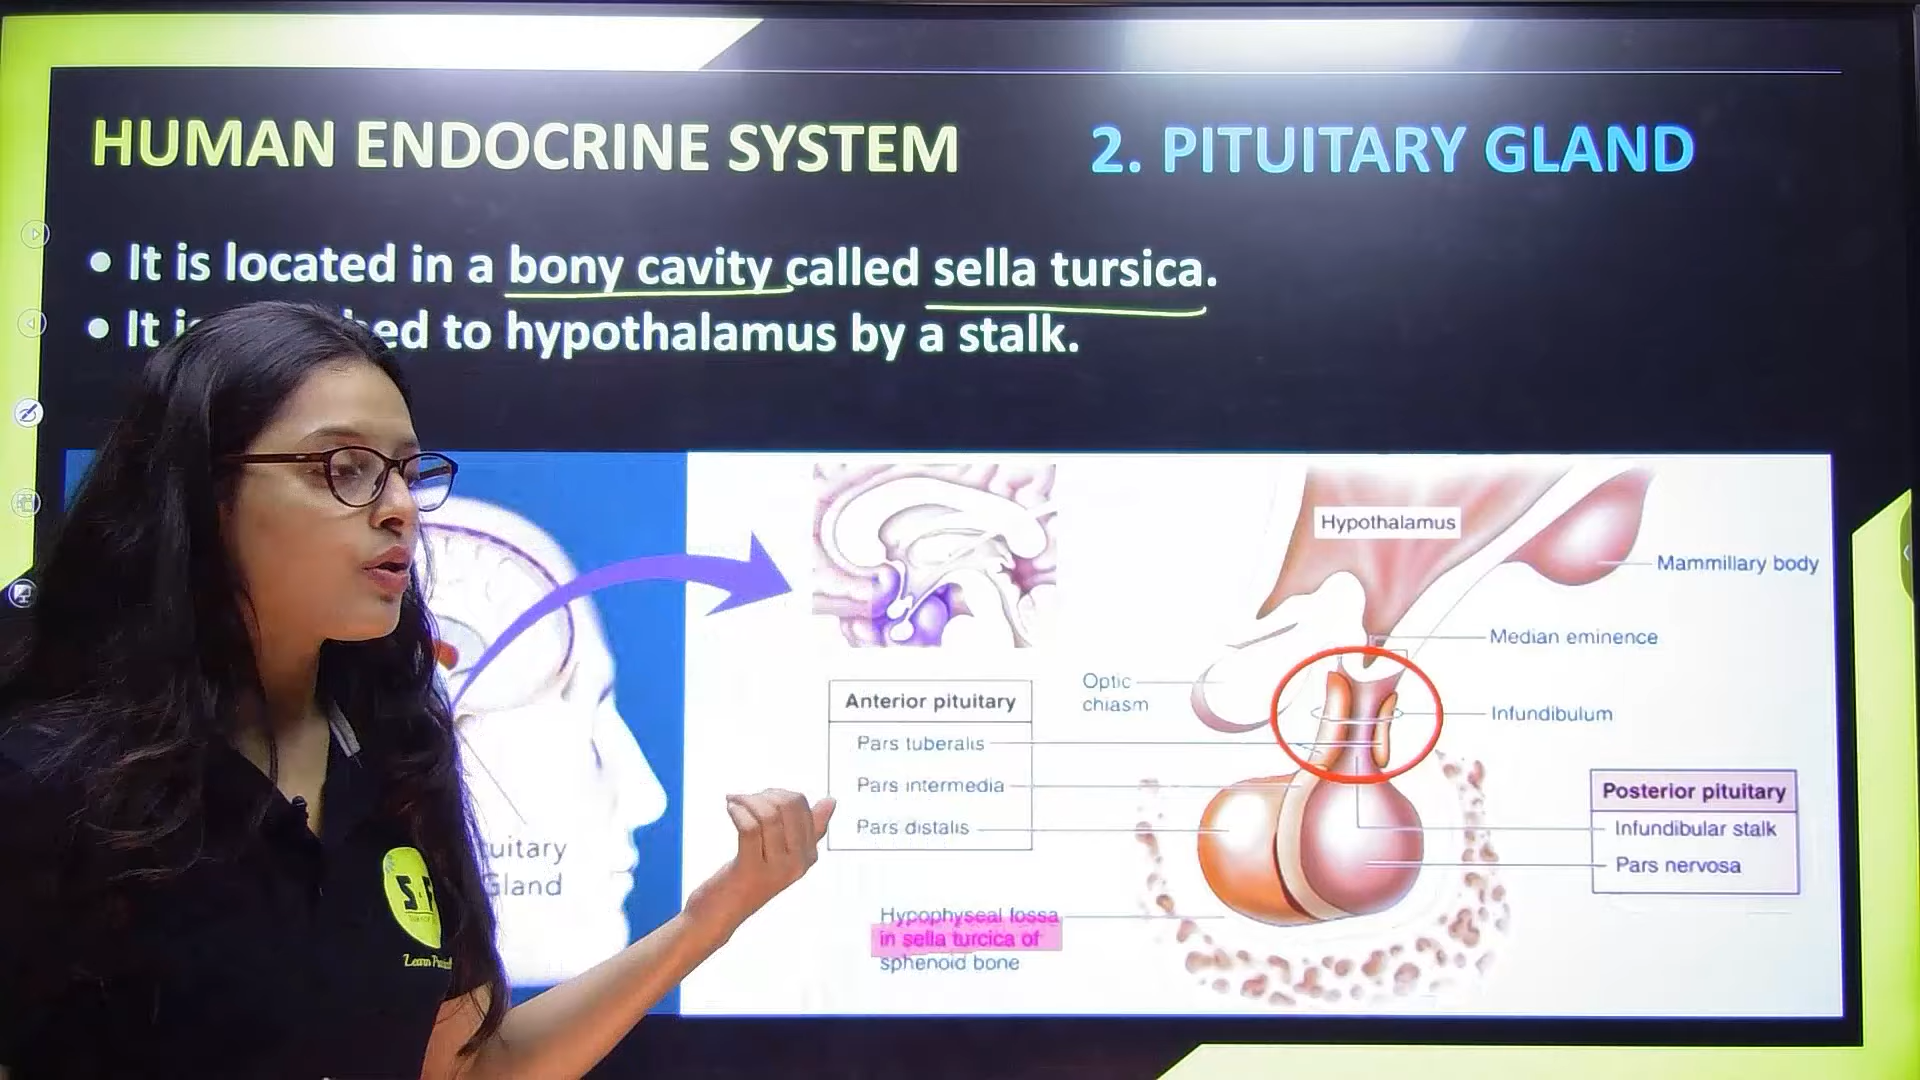 HUMAN ENDOCRINE SYSTEM
2. PITUITARY GLAND
• It is located in a bony cavity called sella tursica.
• It is hed to hypothalamus by a stalk.
Hypothalamus
Mammillary body
Median eminence
Optic
chiasm
Infundibulum
Anterior pituitary
Pars tuberalis
Pars intermedia
Pars distalis
Posterior pituitary
Infundibular stalk
Pars nervosa
uitary
Gland
Hypophyseal fossa
in sella turcica of
sphenoid bone
Learn